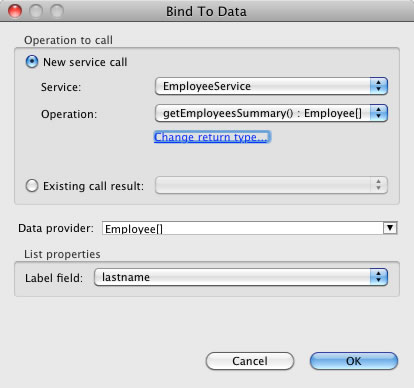 Bind To Data
Operation to call
New service call
Service: EmployeeService
Operation: getEmployeesSummary() : Employee[]
Change return type...
Existing call result:
Data provider: Employee[]
List properties
Label field: lastname
Cancel OK